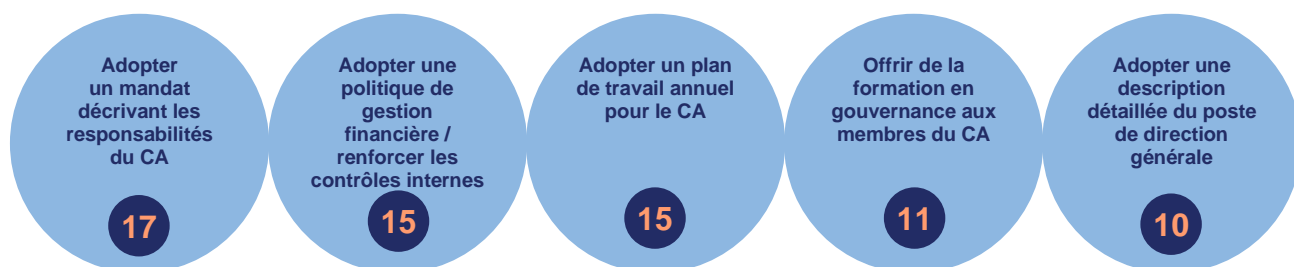 Adopter
un mandat
décrivant les
responsabilités
du CA
17
Adopter une
politique de
gestion
financière /
renforcer les
contrôles internes
15
Adopter un plan
de travail annuel
pour le CA
15
Offrir de la
formation en
gouvernance aux
membres du CA
11
Adopter une
description
détaillée du poste
de direction
générale
10